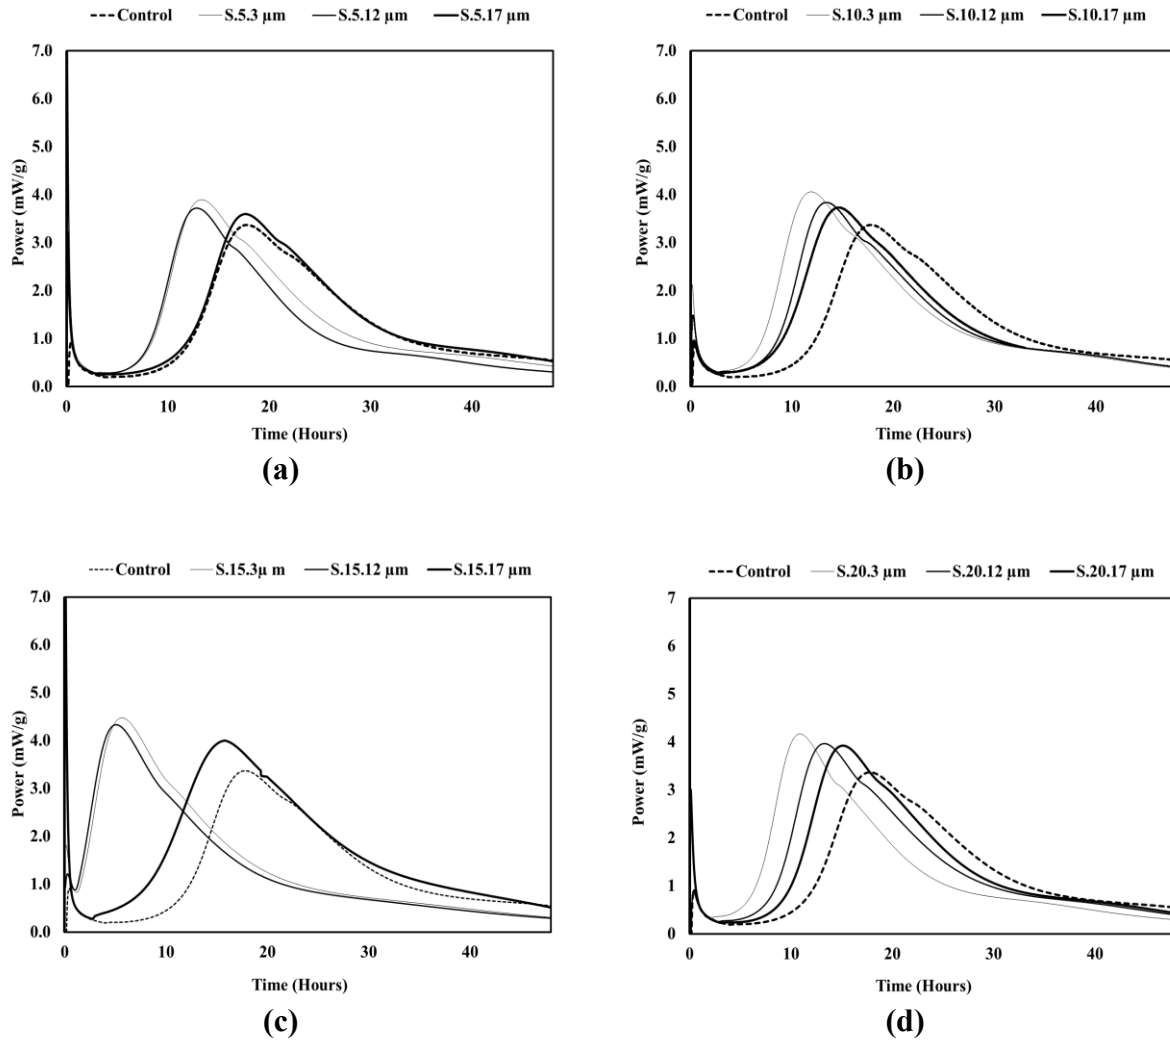 Control S.5.3 µm S.5.12 µm S.5.17 µm
7.0
6.0
5.0
4.0
3.0
2.0
1.0
0.0
Power (mW/g)
0 10 20 30 40
Time (Hours)
(a)
Control S.10.3 µm S.10.12 µm S.10.17 µm
7.0
6.0
5.0
4.0
3.0
2.0
1.0
0.0
Power (mW/g)
0 10 20 30 40
Time (Hours)
(b)
Control S.15.3µ m S.15.12 µm S.15.17 µm
7.0
6.0
5.0
4.0
3.0
2.0
1.0
0.0
Power (mW/g)
0 10 20 30 40
Time (Hours)
(c)
Control S.20.3 µm S.20.12 µm S.20.17 µm
7
6
5
4
3
2
1
0
Power (mW/g)
0 10 20 30 40
Time (Hours)
(d)